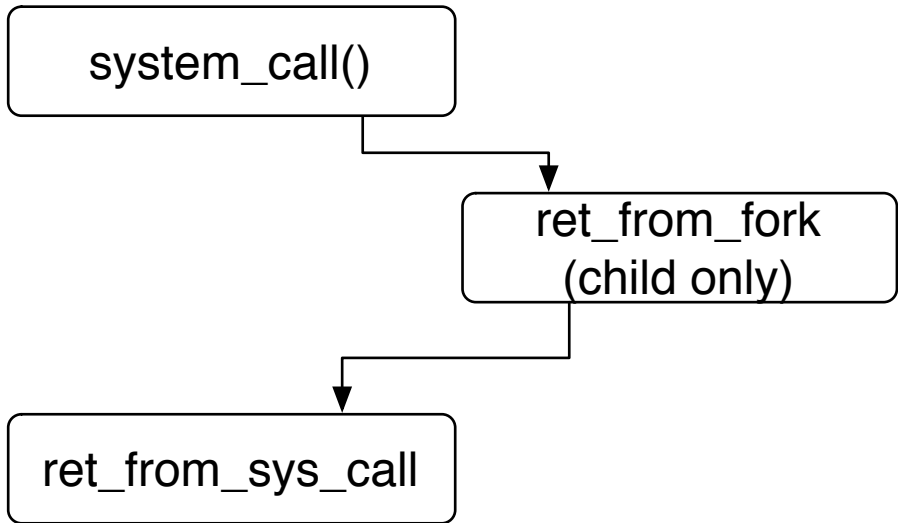 system_call()
ret_from_fork
(child only)
ret_from_sys_call